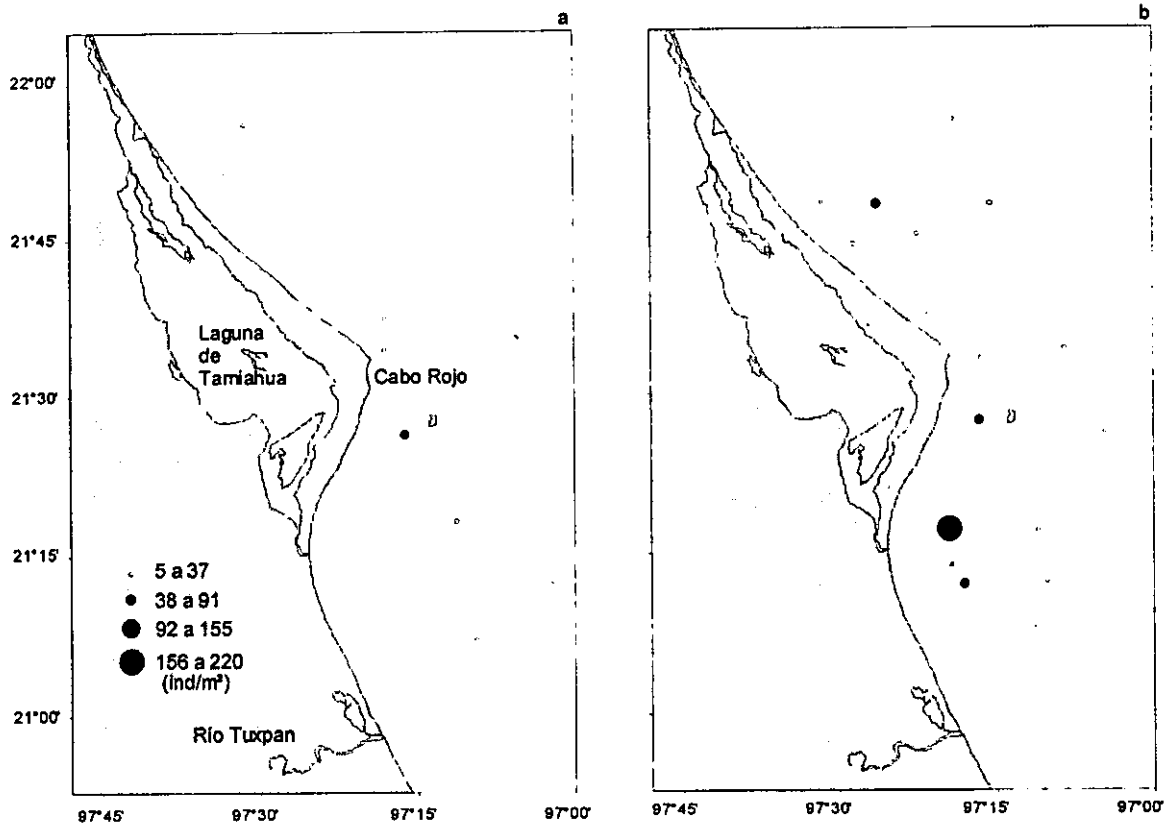 a
b
22°00'
21°45'
21°30'
21°15'
21°00'
Laguna
de
Tamiahua
Cabo Rojo
5 a 37
38 a 91
92 a 155
156 a 220
(ind/m²)
Río Tuxpan
97°45'
97°30'
97°15'
97°00'
97°45'
97°30'
97°15'
97°00'